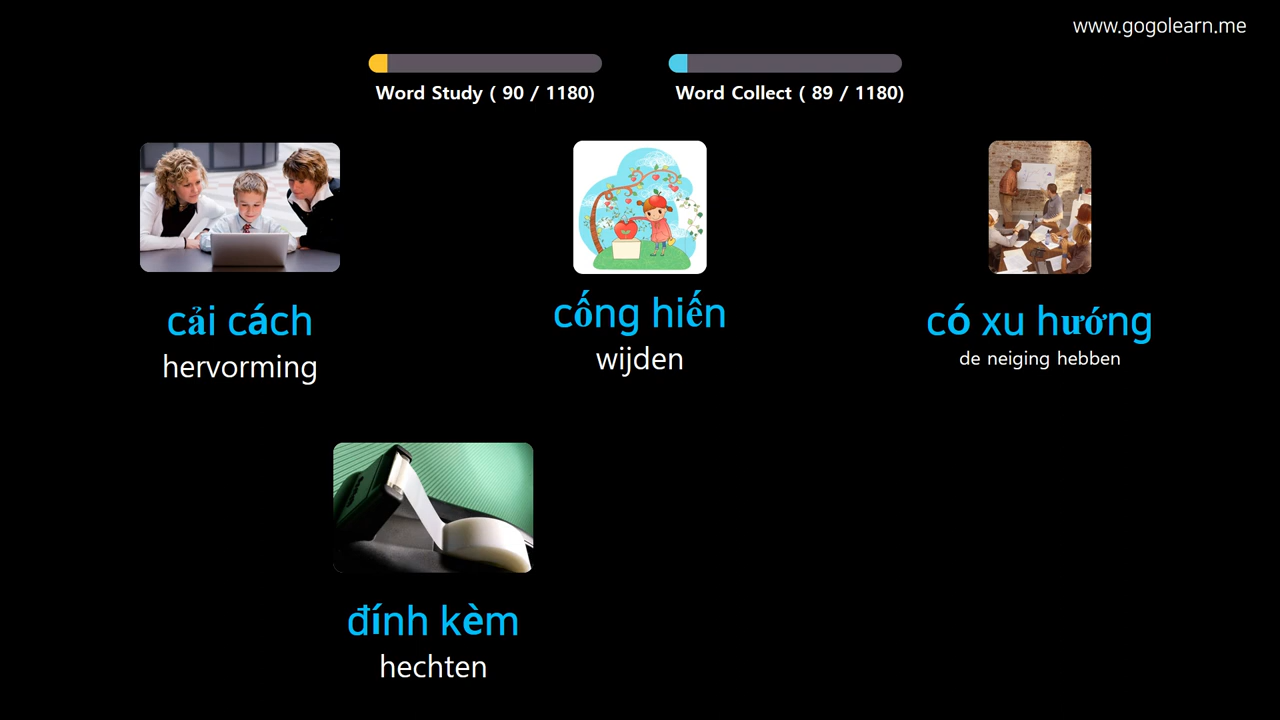 www.gogolearn.me
Word Study ( 90 / 1180)
Word Collect ( 89 / 1180)
cải cách
hervorming
cống hiến
wijden
có xu hướng
de neiging hebben
đính kèm
hechten